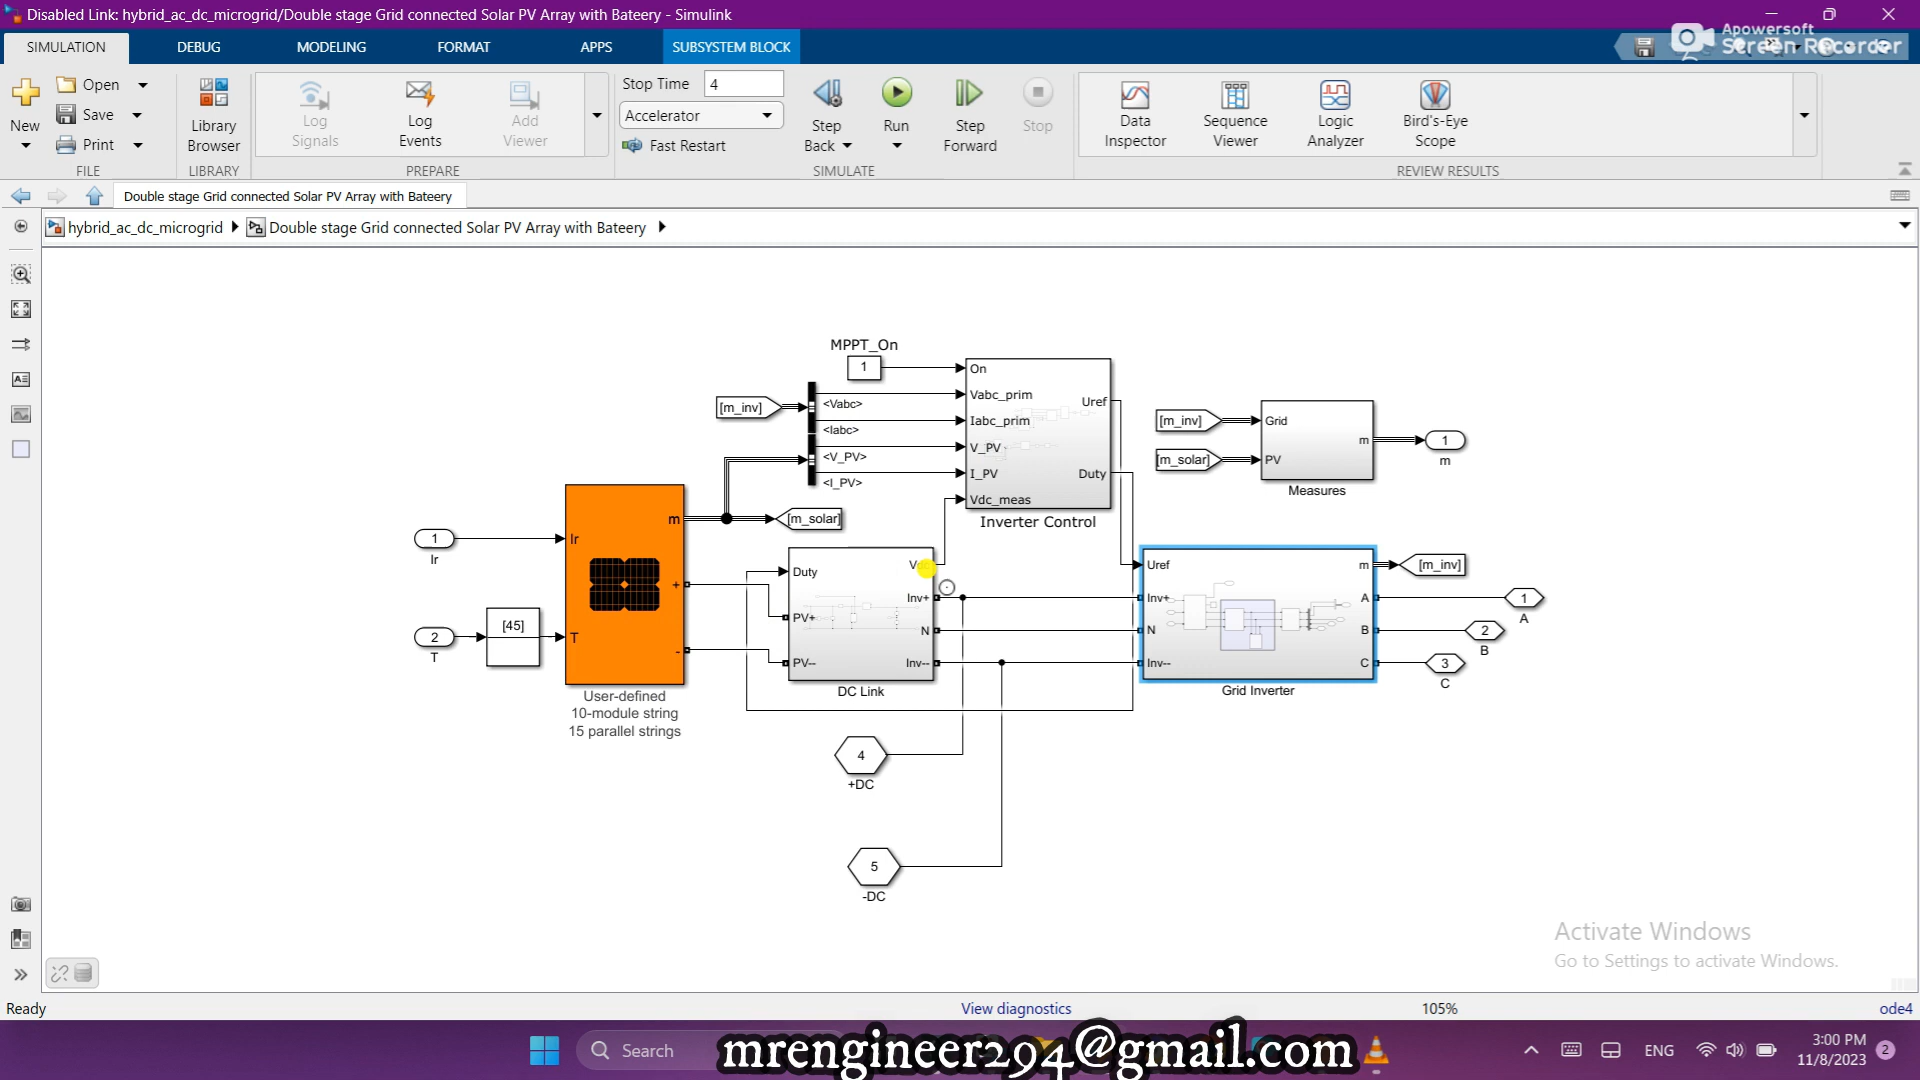 Disabled Link: hybrid_ac_dc_microgrid/Double stage Grid connected Solar PV Array with Bateery - Simulink
Apowersoft
Screen Recorder
SIMULATION DEBUG MODELING FORMAT APPS SUBSYSTEM BLOCK
New
Open
Save
Print
FILE
Library
Browser
LIBRARY
Log
Signals
Log
Events
Add
Viewer
PREPARE
Stop Time 4
Accelerator
Fast Restart
Step
Back
Run
Step
Forward
Stop
SIMULATE
Data
Inspector
Sequence
Viewer
Logic
Analyzer
Bird's-Eye
Scope
REVIEW RESULTS
Double stage Grid connected Solar PV Array with Bateery
hybrid_ac_dc_microgrid Double stage Grid connected Solar PV Array with Bateery
MPPT_On
1
[m_inv]
<Vabc>
<Iabc>
<V_PV>
<I_PV>
On
Vabc_prim
Iabc_prim
V_PV
I_PV
Vdc_meas
Uref
Duty
Inverter Control
[m_inv]
[m_solar]
Grid
PV
m
Measures
1
m
1
Ir
2
T
[45]
Ir
T
m
+
-
User-defined
10-module string
15 parallel strings
[m_solar]
Duty
PV+
PV--
Inv+
N
Inv--
DC Link
Uref
Inv+
N
Inv--
m
A
B
C
Grid Inverter
[m_inv]
1
A
2
B
3
C
4
+DC
5
-DC
Activate Windows
Go to Settings to activate Windows.
Ready View diagnostics 105% ode4
Search
mrengineer294@gmail.com
ENG
3:00 PM
11/8/2023
2